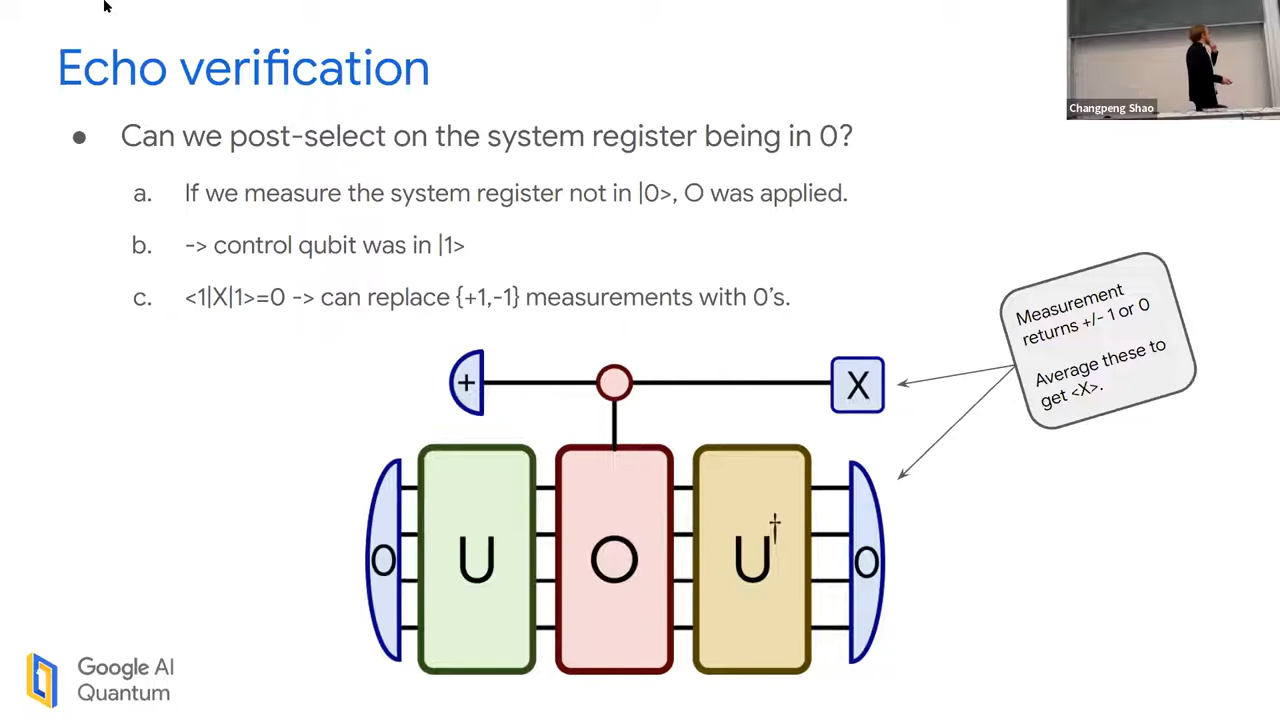 Echo verification
Changpeng Shao
● Can we post-select on the system register being in 0?
a. If we measure the system register not in |0>, O was applied.
b. -> control qubit was in |1>
c. <1|X|1>=0 -> can replace {+1,-1} measurements with 0's.
Measurement
returns +/- 1 or 0
Average these to
get <X>.
+
X
0
U
O
U†
0
Google AI
Quantum